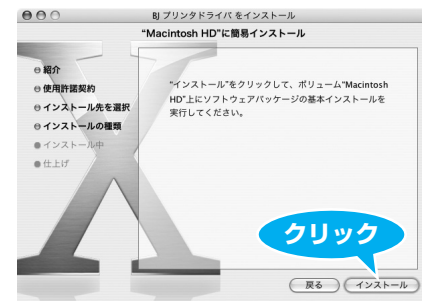 BJ プリンタドライバ をインストール
“Macintosh HD”に簡易インストール
紹介
使用許諾契約
インストール先を選択
インストールの種類
インストール中
仕上げ
“インストール”をクリックして、ボリューム“Macintosh
HD”上にソフトウェアパッケージの基本インストールを
実行してください。
クリック
戻る
インストール